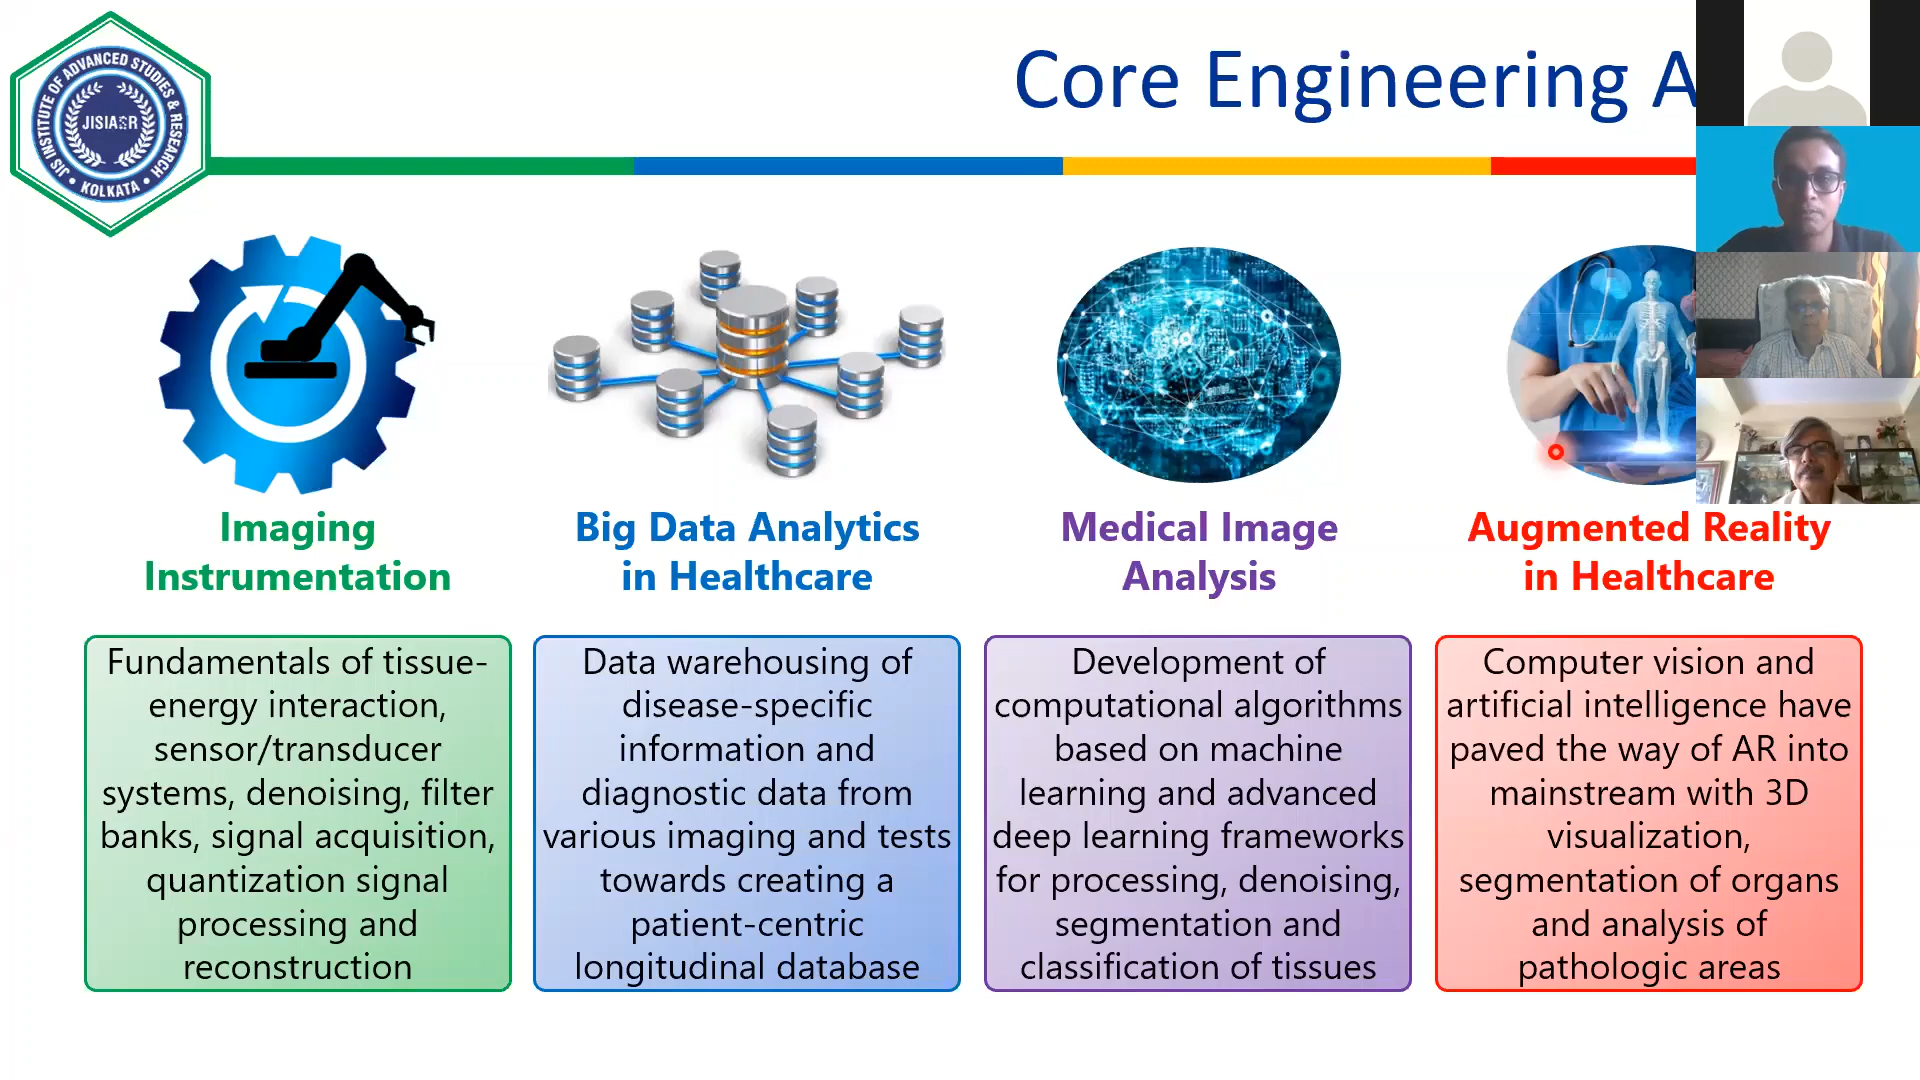 JIS INSTITUTE OF ADVANCED STUDIES & RESEARCH
JISIASR
• KOLKATA •
Core Engineering A
Imaging
Instrumentation
Fundamentals of tissue-
energy interaction,
sensor/transducer
systems, denoising, filter
banks, signal acquisition,
quantization signal
processing and
reconstruction
Big Data Analytics
in Healthcare
Data warehousing of
disease-specific
information and
diagnostic data from
various imaging and tests
towards creating a
patient-centric
longitudinal database
Medical Image
Analysis
Development of
computational algorithms
based on machine
learning and advanced
deep learning frameworks
for processing, denoising,
segmentation and
classification of tissues
Augmented Reality
in Healthcare
Computer vision and
artificial intelligence have
paved the way of AR into
mainstream with 3D
visualization,
segmentation of organs
and analysis of
pathologic areas